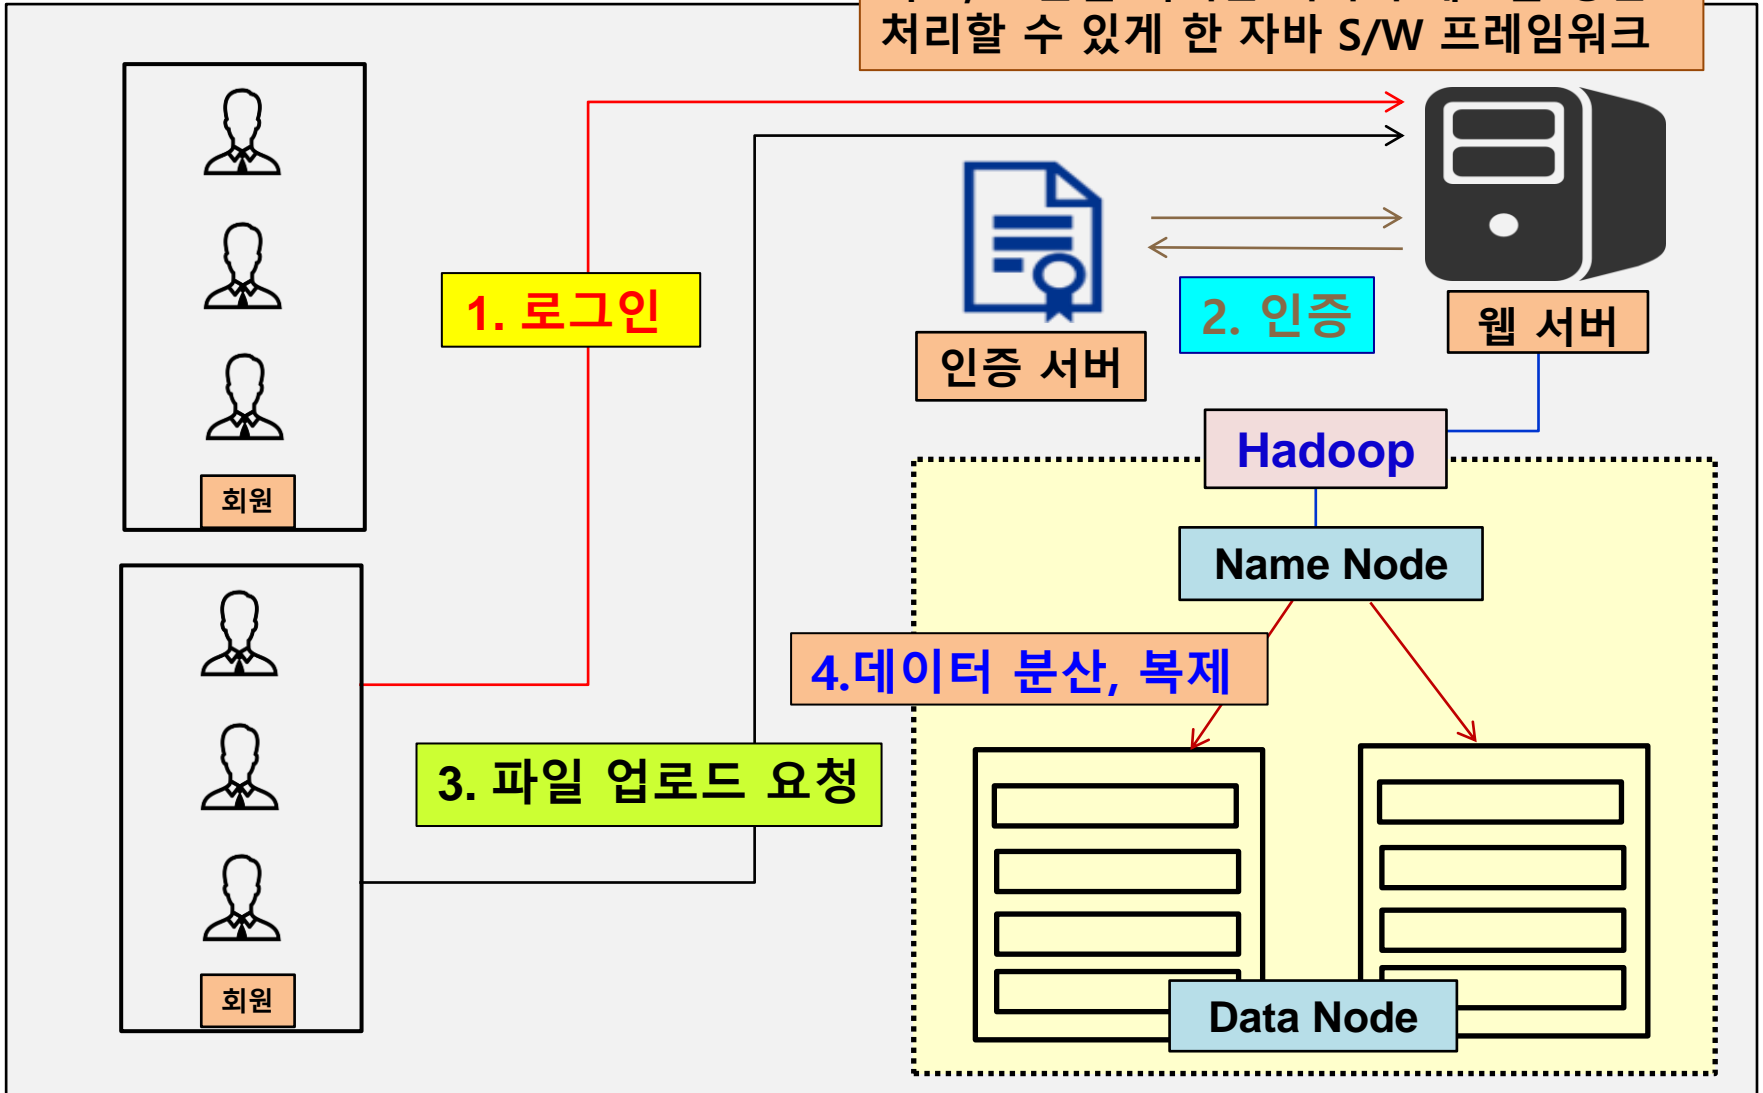 처리할 수 있게 한 자바 S/W 프레임워크
1. 로그인
2. 인증
웹 서버
인증 서버
Hadoop
회원
Name Node
4.데이터 분산, 복제
3. 파일 업로드 요청
회원
Data Node